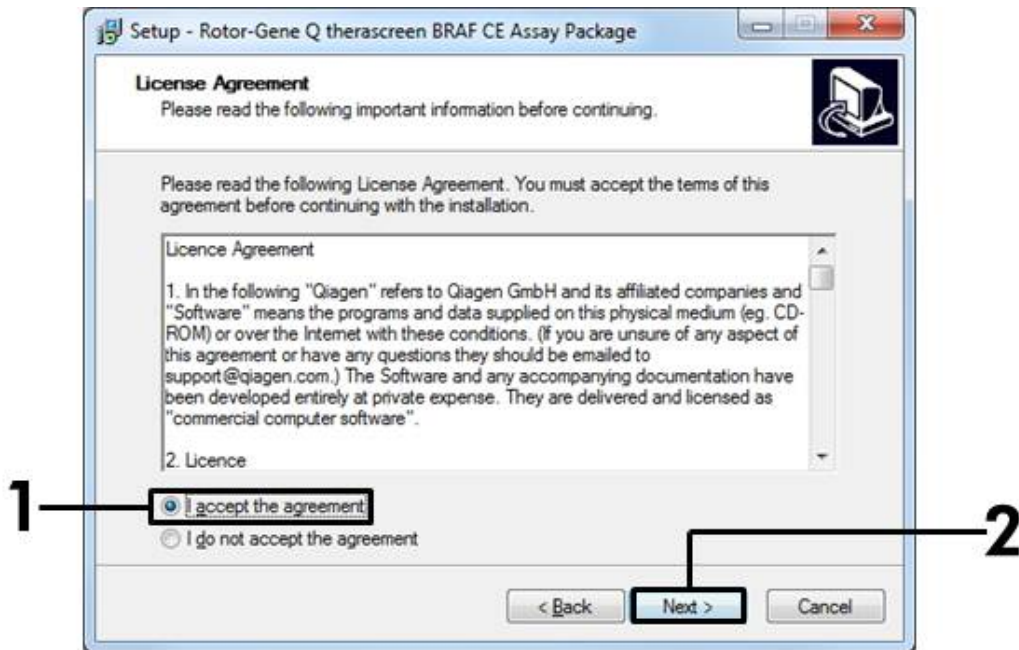 Setup - Rotor-Gene Q therascreen BRAF CE Assay Package
License Agreement
Please read the following important information before continuing.
Please read the following License Agreement. You must accept the terms of this
agreement before continuing with the installation.
Licence Agreement
1. In the following "Qiagen" refers to Qiagen GmbH and its affiliated companies and
"Software" means the programs and data supplied on this physical medium (eg. CD-
ROM) or over the Internet with these conditions. (If you are unsure of any aspect of
this agreement or have any questions they should be emailed to
support@qiagen.com.) The Software and any accompanying documentation have
been developed entirely at private expense. They are delivered and licensed as
"commercial computer software".
2. Licence
1
I accept the agreement
I do not accept the agreement
2
< Back
Next >
Cancel